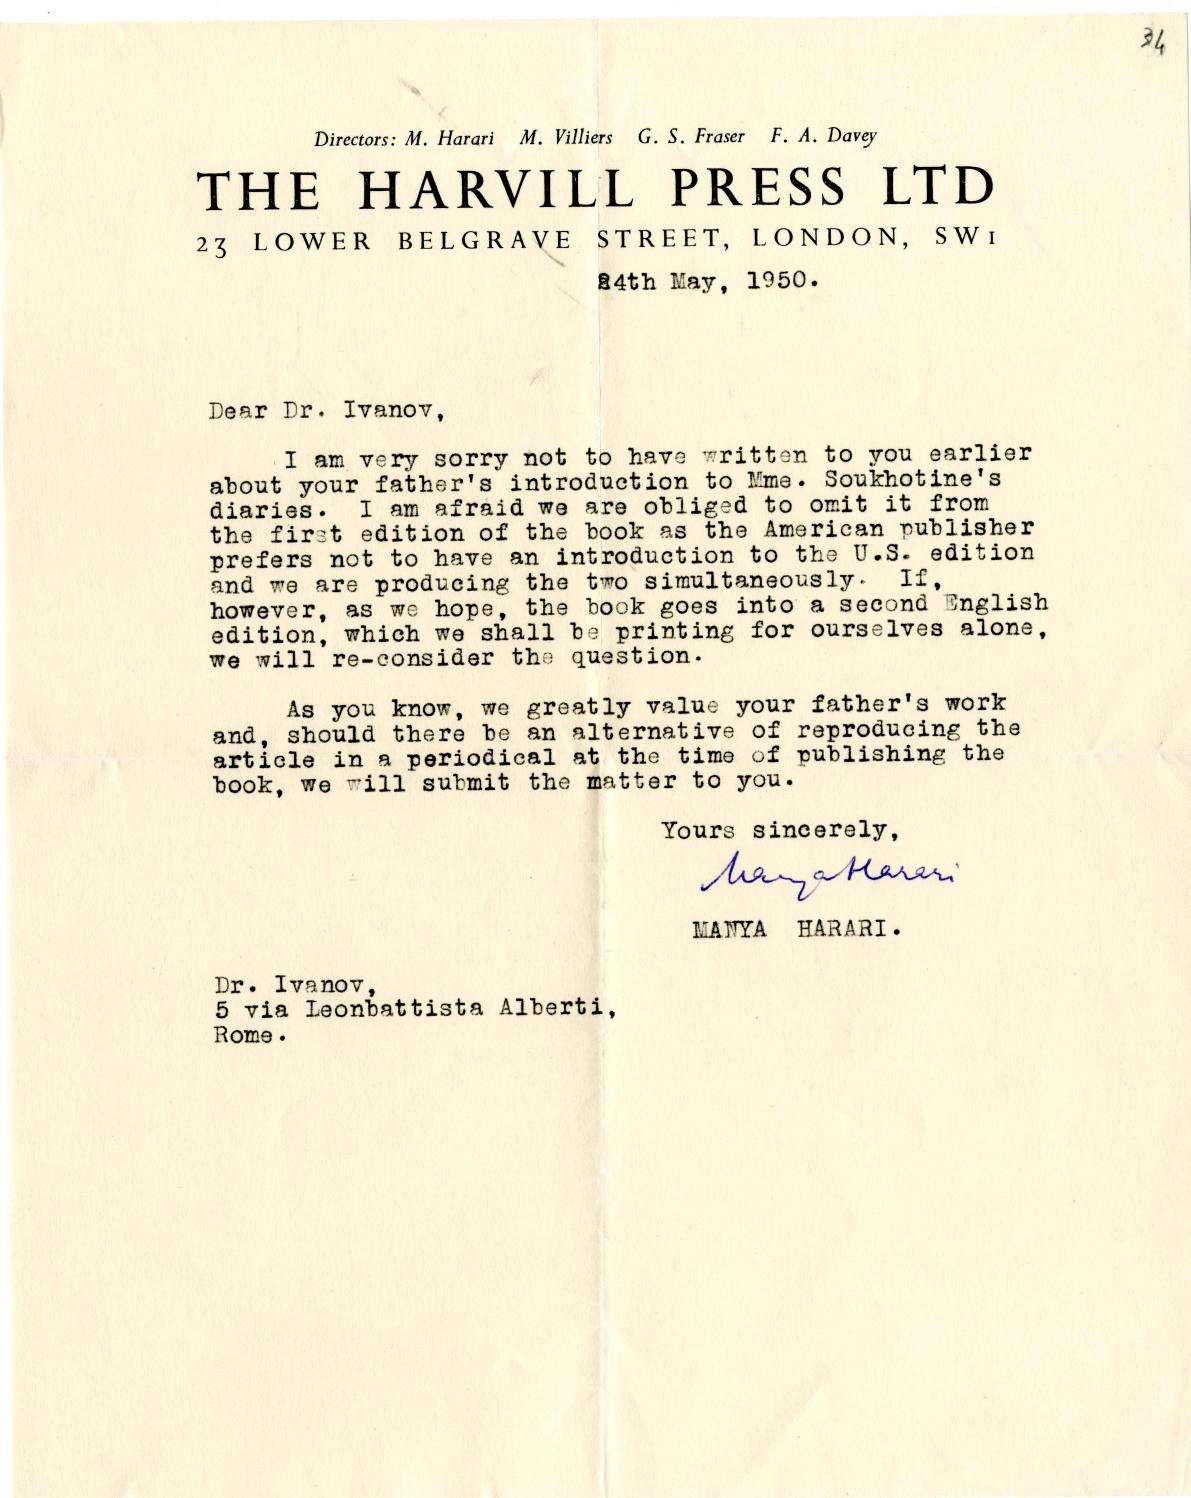 34
Directors: M. Harari M. Villiers G. S. Fraser F. A. Davey
THE HARVILL PRESS LTD
23 LOWER BELGRAVE STREET, LONDON, SW1
24th May, 1950.
Dear Dr. Ivanov,
I am very sorry not to have written to you earlier
about your father's introduction to Mme. Soukhotine's
diaries. I am afraid we are obliged to omit it from
the first edition of the book as the American publisher
prefers not to have an introduction to the U.S. edition
and we are producing the two simultaneously. If,
however, as we hope, the book goes into a second English
edition, which we shall be printing for ourselves alone,
we will re-consider the question.
As you know, we greatly value your father's work
and, should there be an alternative of reproducing the
article in a periodical at the time of publishing the
book, we will submit the matter to you.
Yours sincerely,
Manya Harari
MANYA HARARI.
Dr. Ivanov,
5 via Leonbattista Alberti,
Rome.